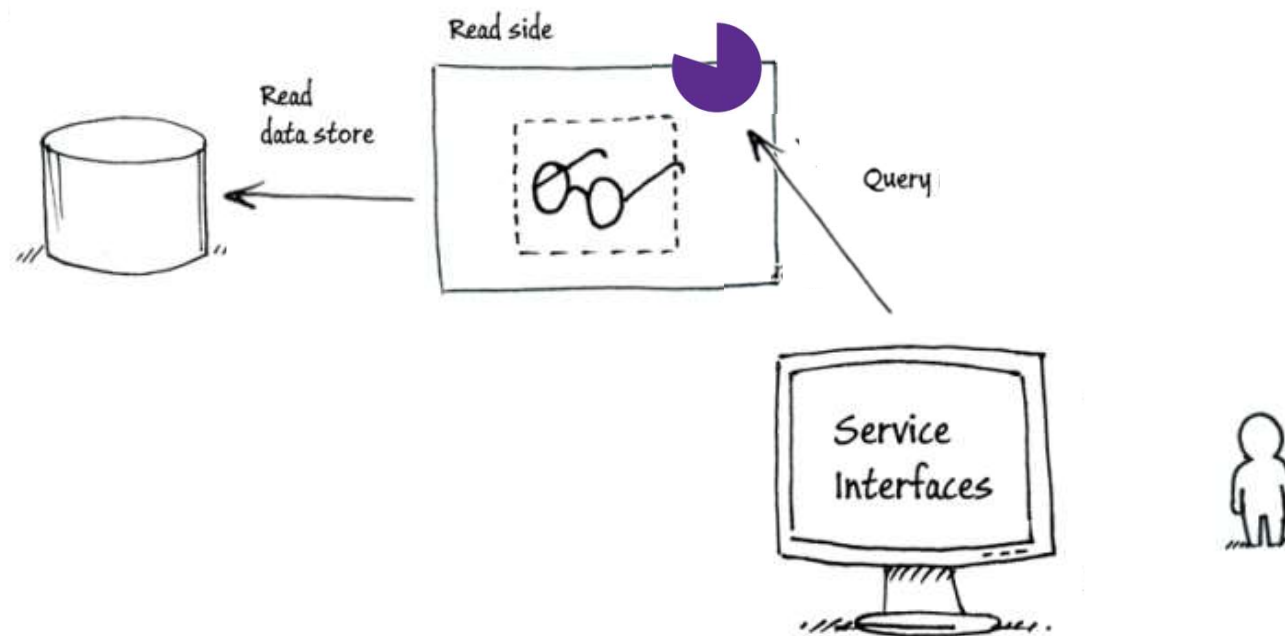 Read side
Read
data store
Query
Service
Interfaces